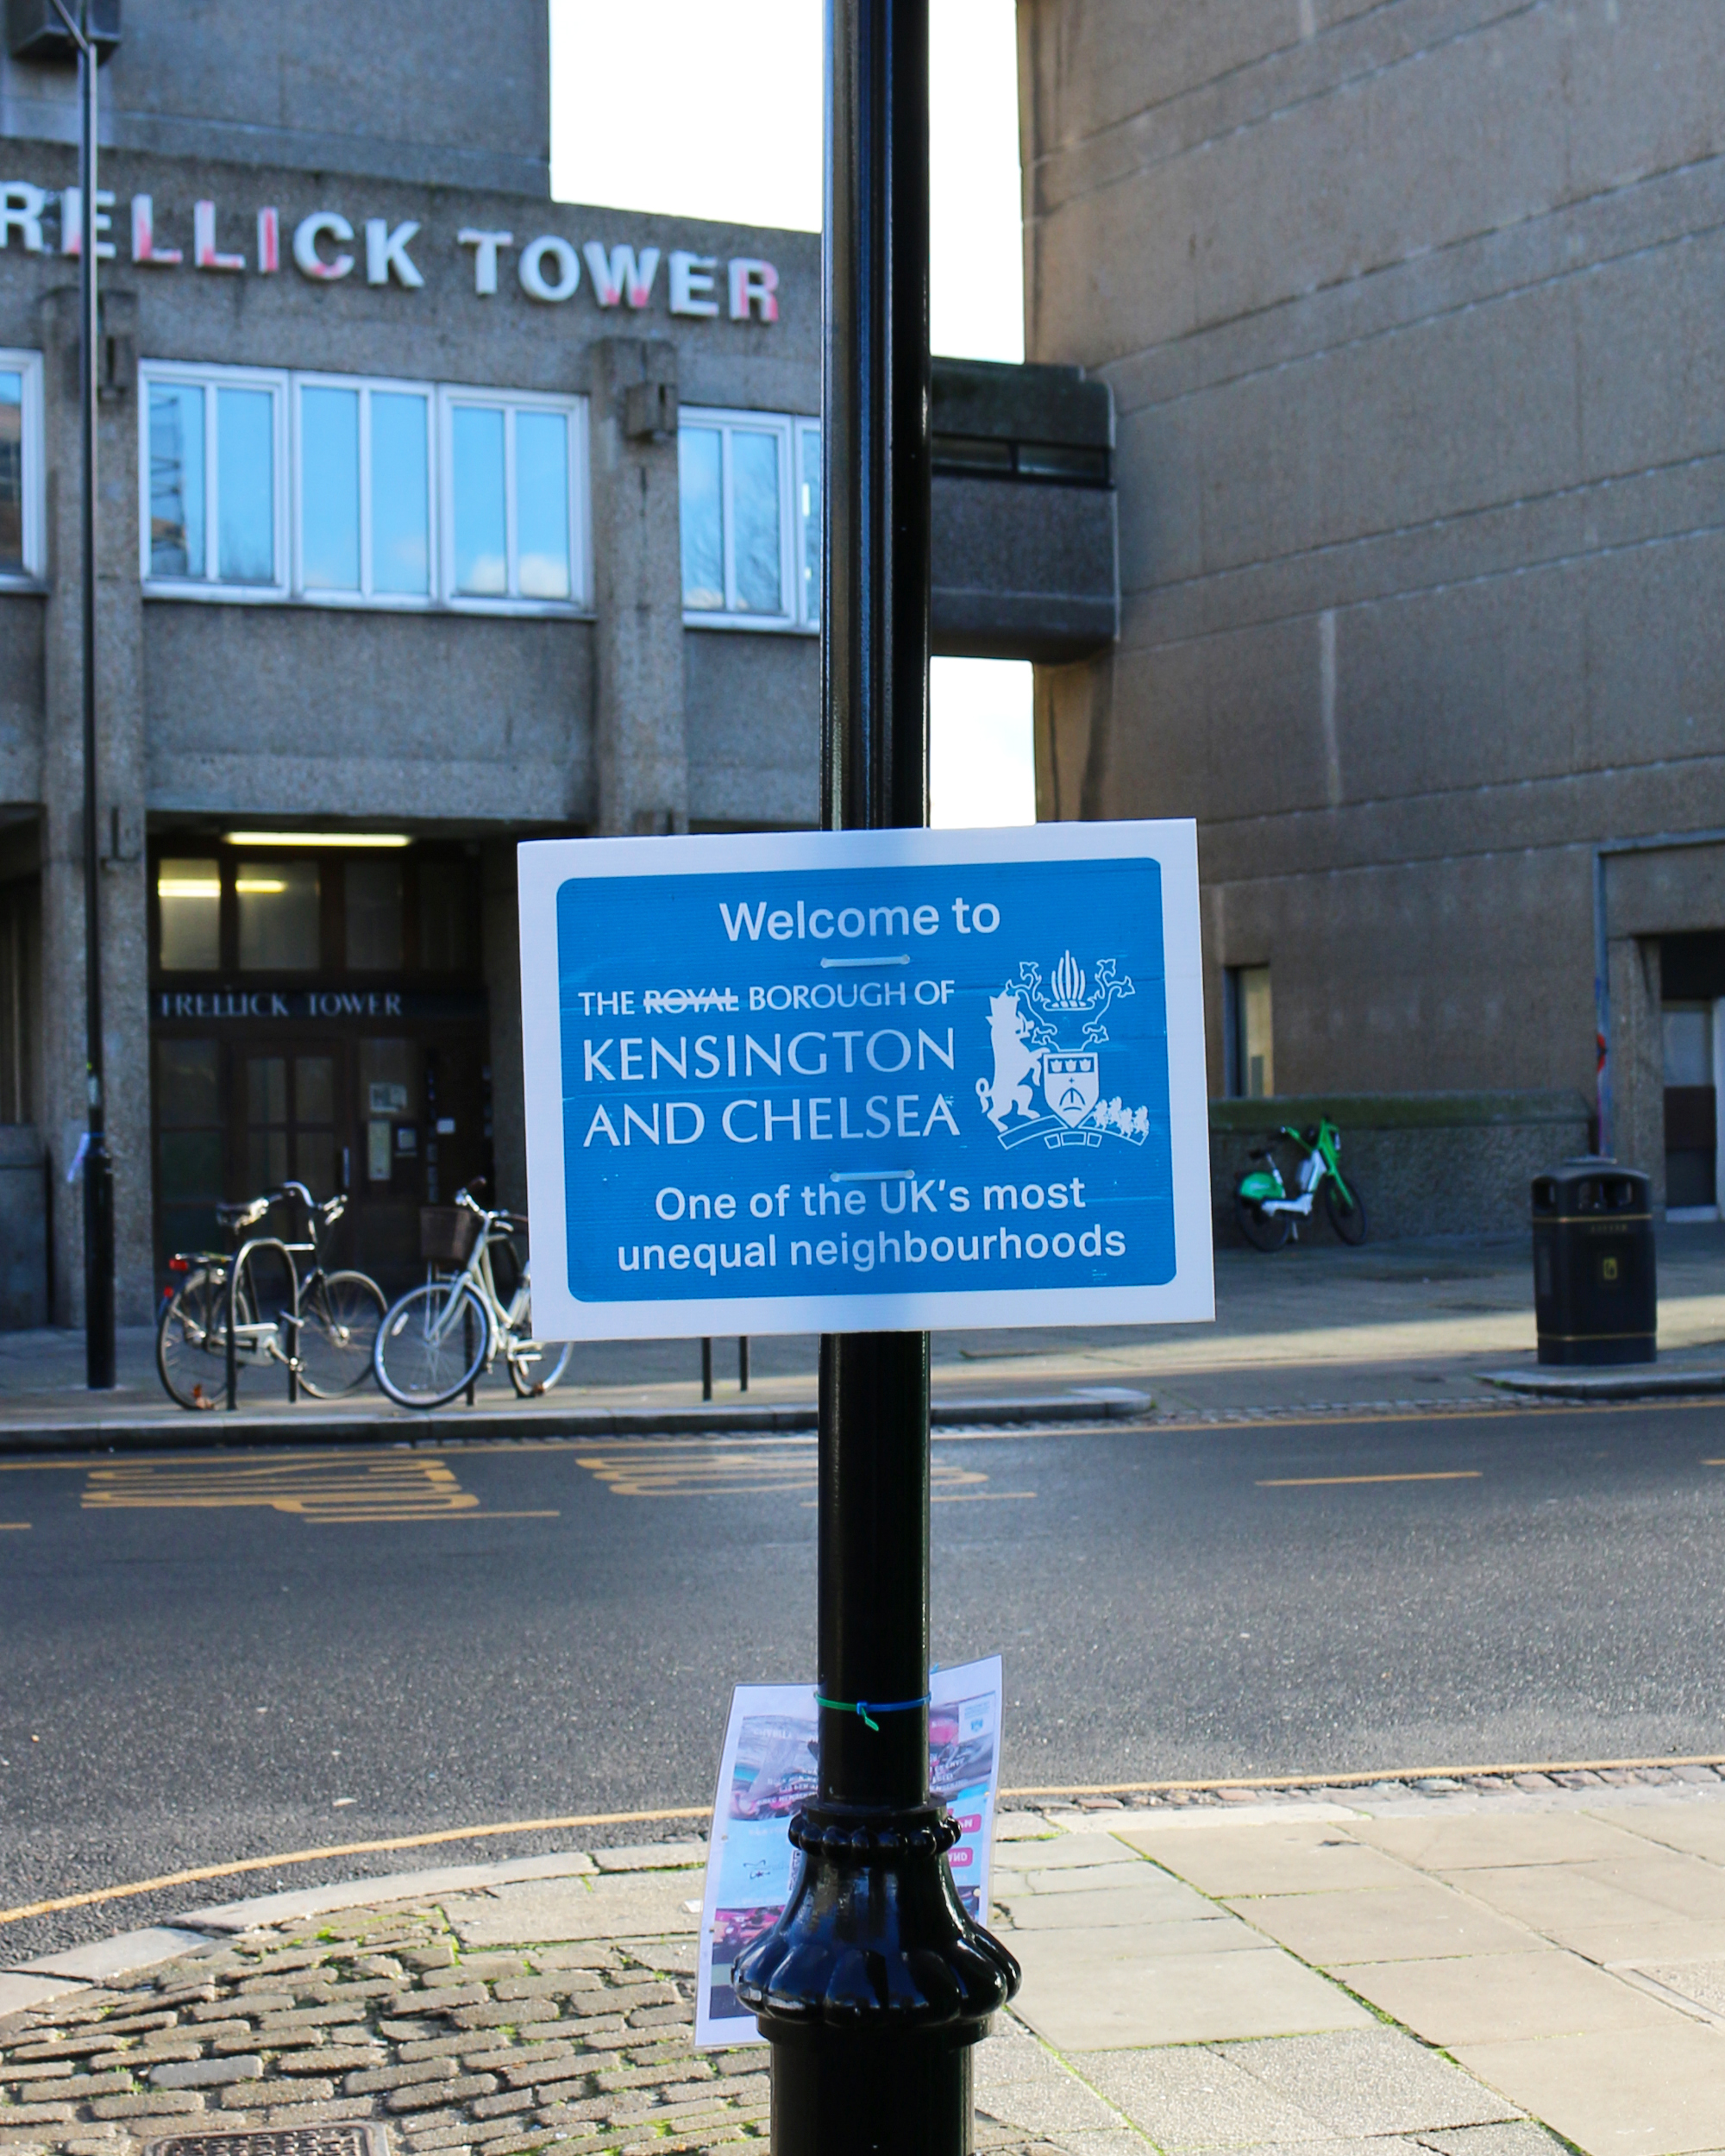 RELLICK TOWER
TRELLICK TOWER
Welcome to
THE ROYAL BOROUGH OF
KENSINGTON
AND CHELSEA
One of the UK's most
unequal neighbourhoods